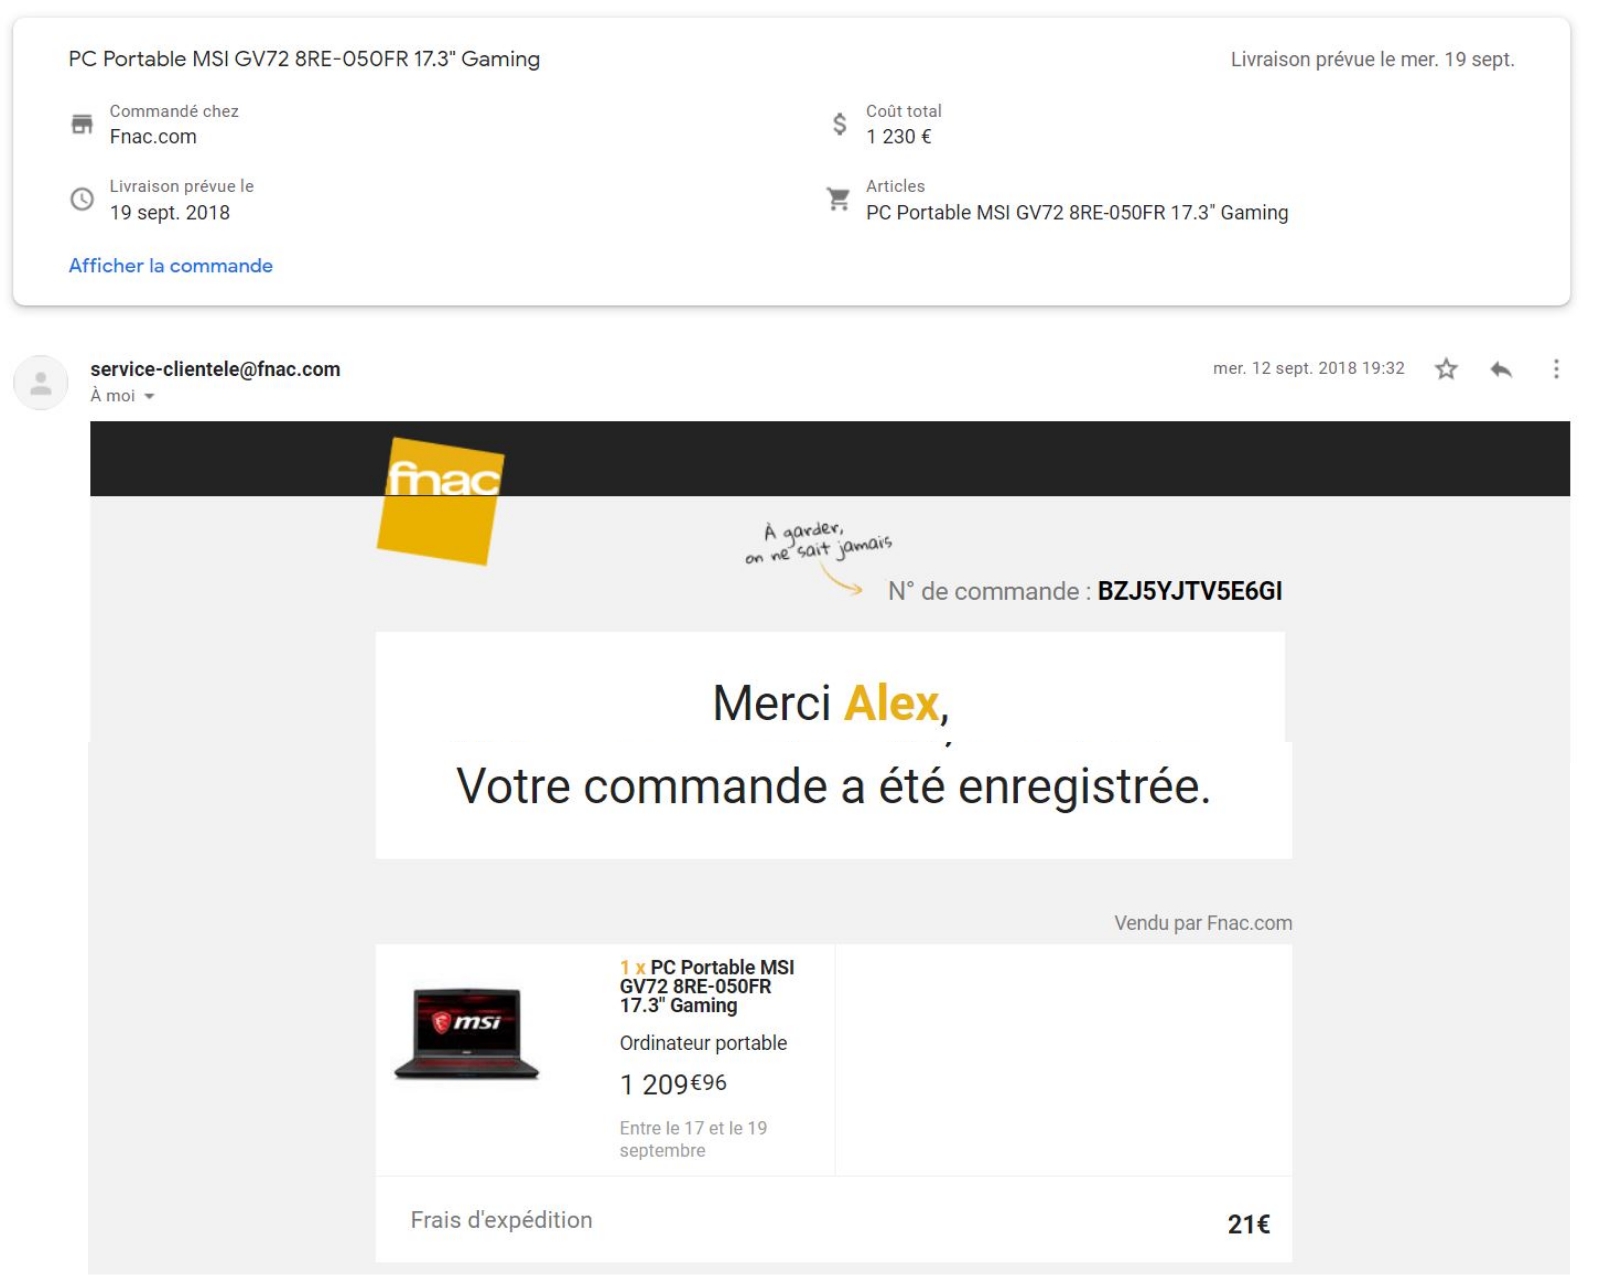 PC Portable MSI GV72 8RE-050FR 17.3" Gaming
Livraison prévue le mer. 19 sept.
Commandé chez
Fnac.com
Coût total
1 230 €
Livraison prévue le
19 sept. 2018
Articles
PC Portable MSI GV72 8RE-050FR 17.3" Gaming
Afficher la commande
service-clientele@fnac.com
mer. 12 sept. 2018 19:32
À moi
fnac
À garder,
on ne sait jamais
N° de commande : BZJ5YJTV5E6GI
Merci Alex,
Votre commande a été enregistrée.
Vendu par Fnac.com
msi
1 x PC Portable MSI
GV72 8RE-050FR
17.3" Gaming
Ordinateur portable
1 209€96
Entre le 17 et le 19
septembre
Frais d'expédition
21€